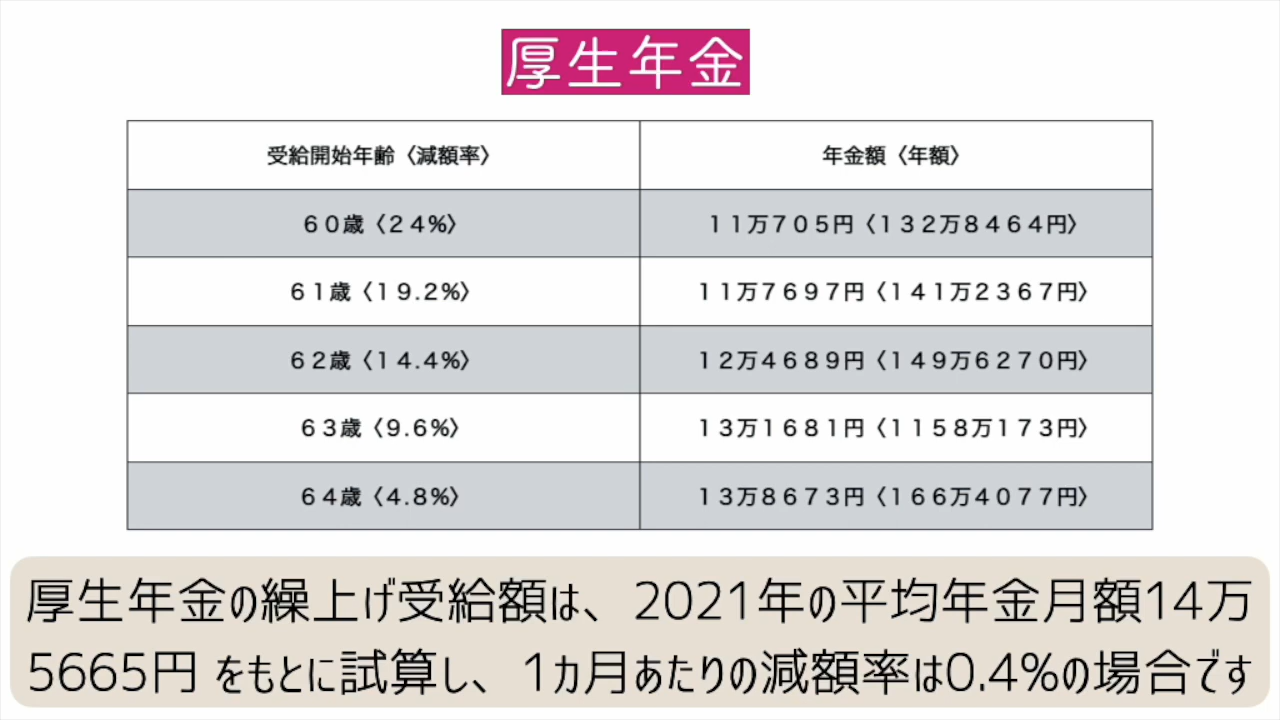 厚生年金
受給開始年齢〈減額率〉 年金額〈年額〉
６０歳〈24%〉 １１万７０５円〈１３２万８４６４円〉
６１歳〈19.2%〉 １１万７６９７円〈１４１万２３６７円〉
６２歳〈14.4%〉 １２万４６８９円〈１４９万６２７０円〉
６３歳〈9.6%〉 １３万１６８１円〈１１５８万１７３円〉
６４歳〈4.8%〉 １３万８６７３円〈１６６万４０７７円〉
厚生年金の繰上げ受給額は、2021年の平均年金月額14万
5665円 をもとに試算し、1カ月あたりの減額率は0.4%の場合です